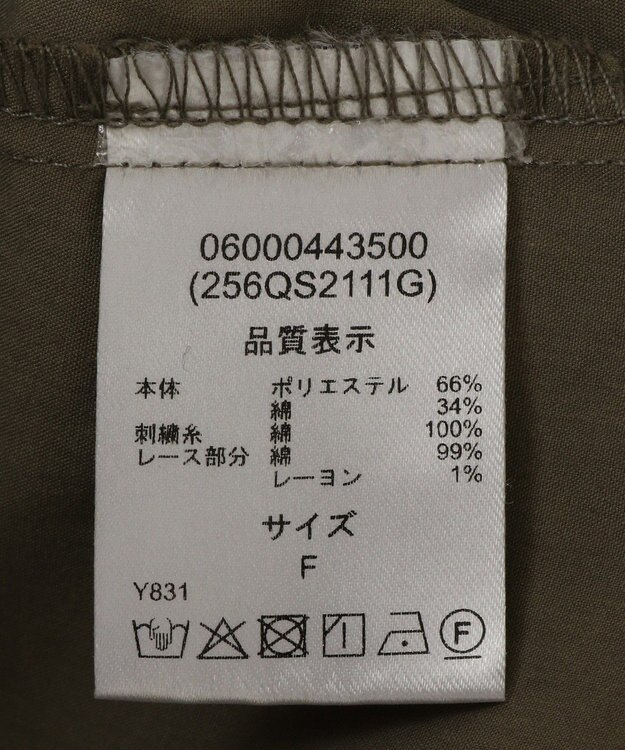 06000443500
(256QS2111G)
品質表示
本体 ポリエステル 66%
綿 34%
刺繍糸 綿 100%
レース部分 綿 99%
レーヨン 1%
サイズ
F
Y831
F